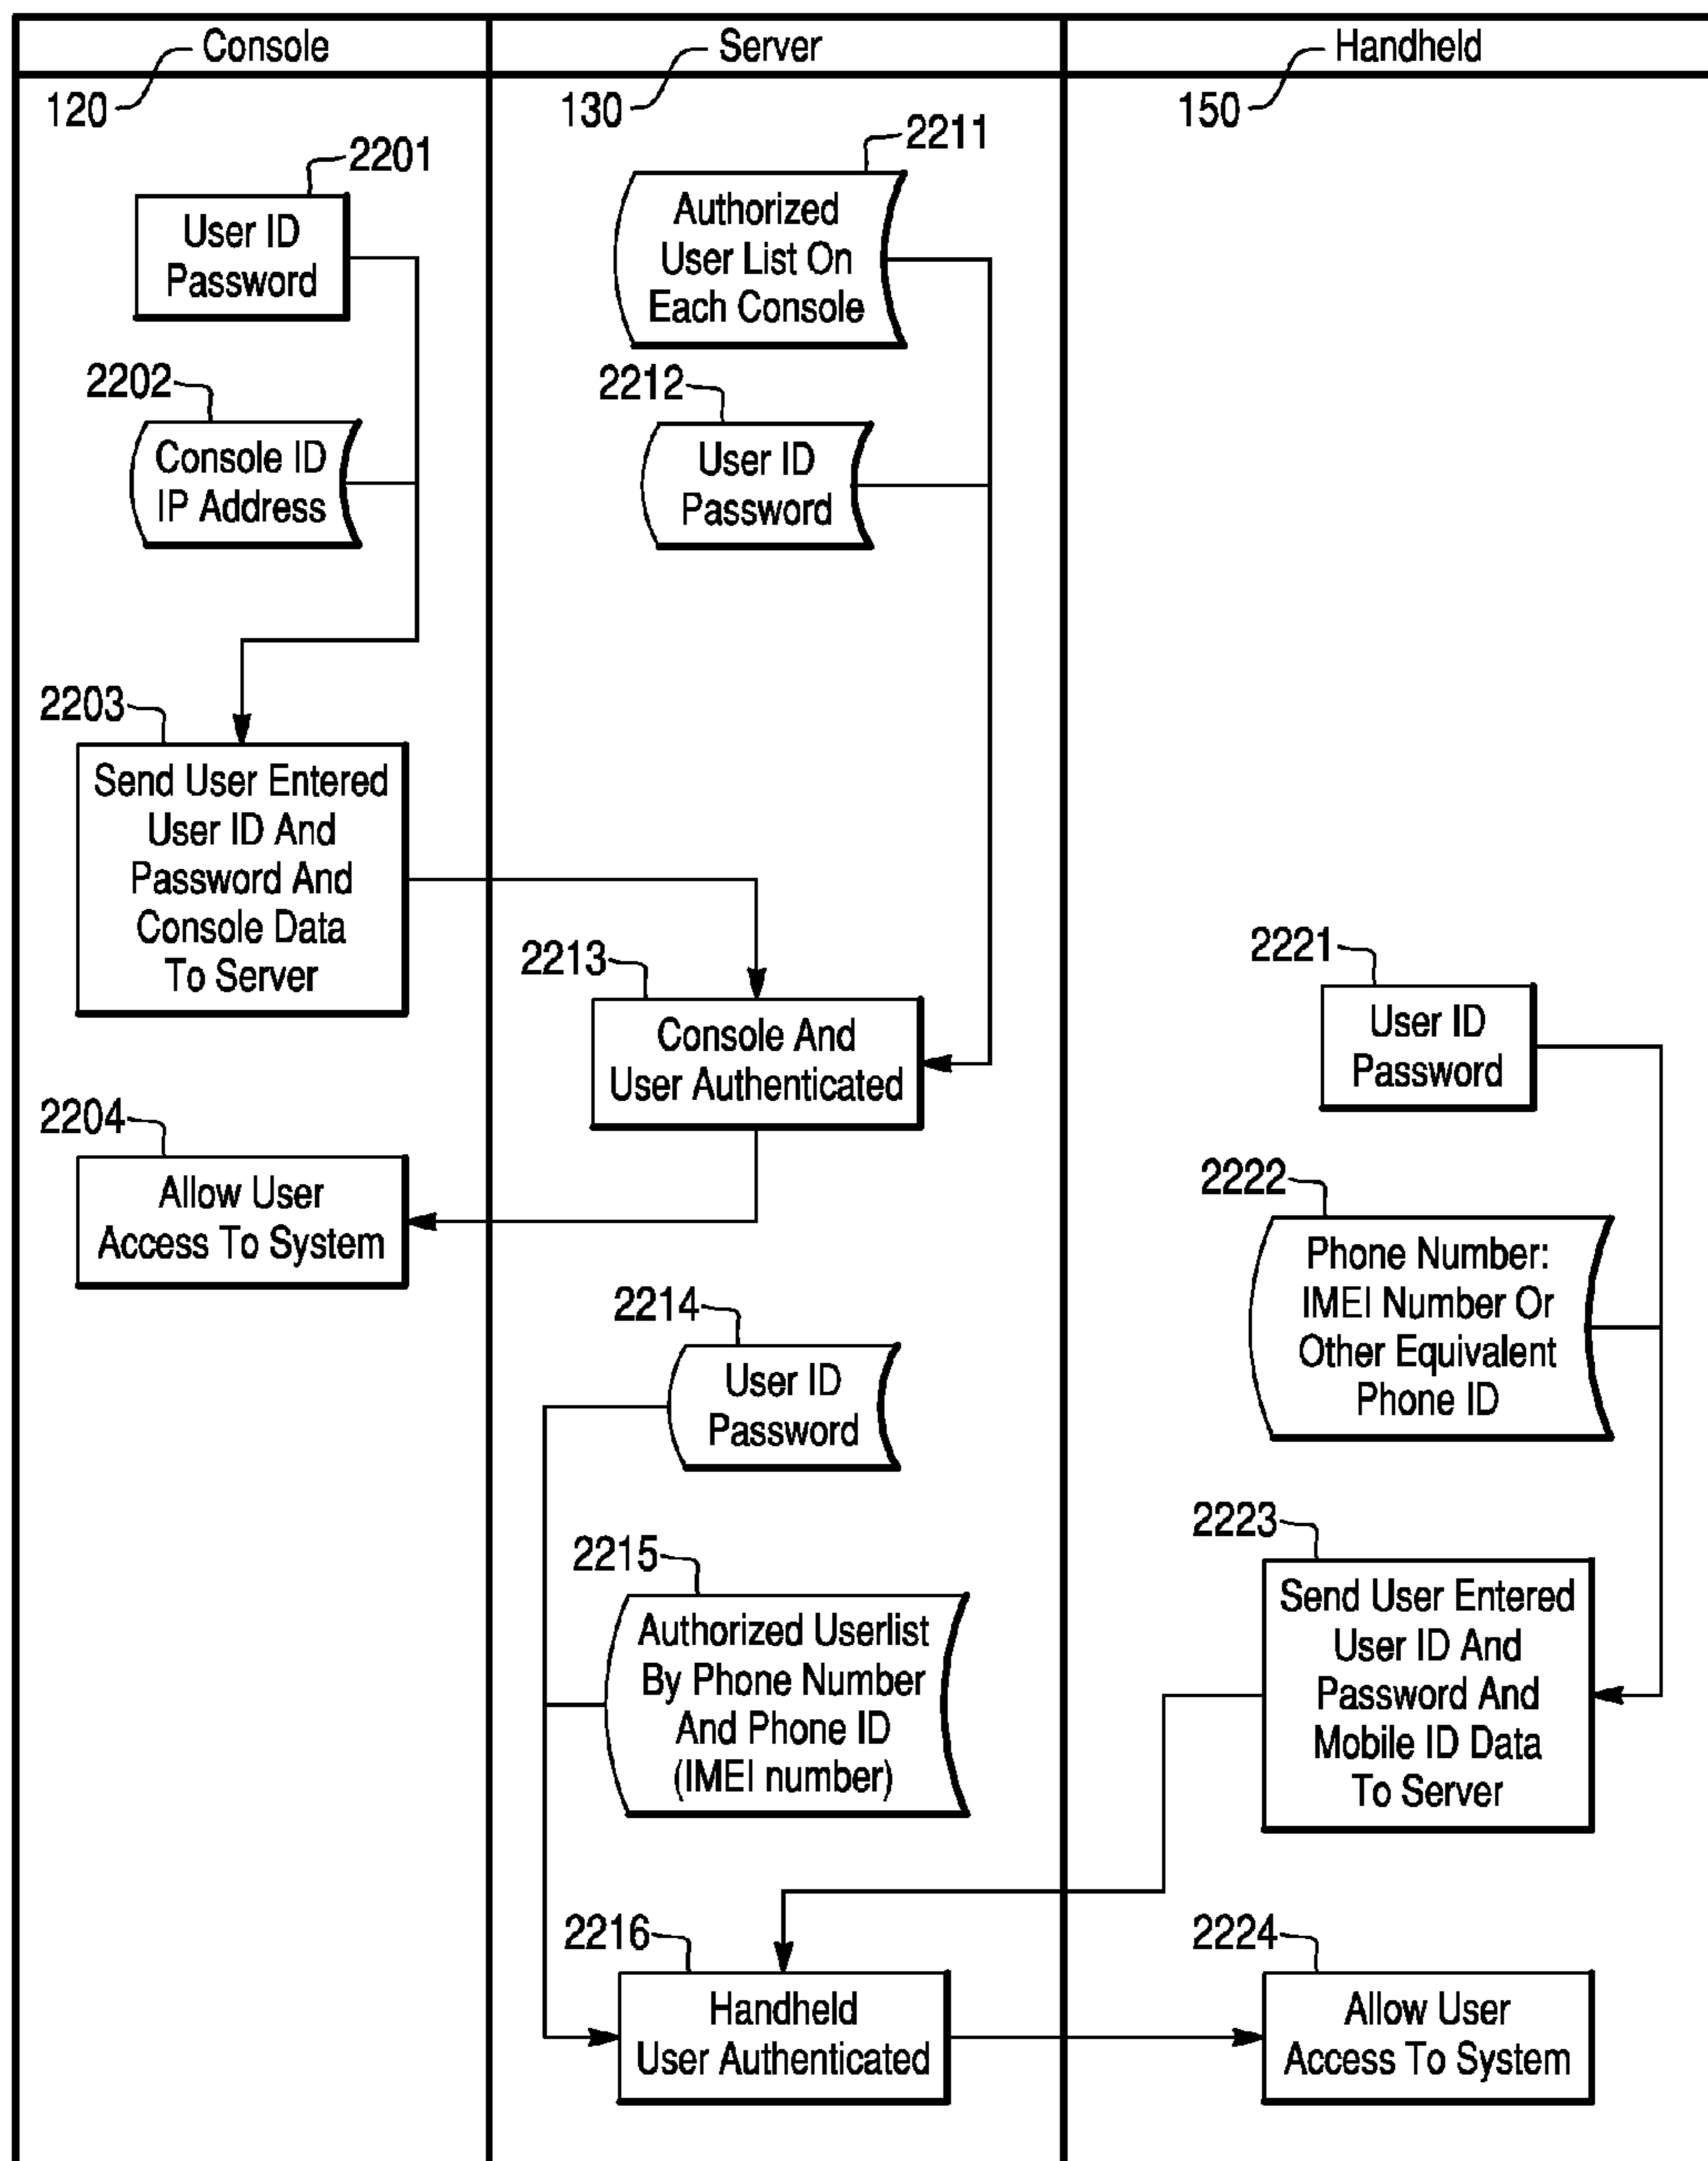 Console
Server
Handheld
120
130
150
2201
User ID
Password
2202
Console ID
IP Address
2203
Send User Entered
User ID And
Password And
Console Data
To Server
2204
Allow User
Access To System
2211
Authorized
User List On
Each Console
2212
User ID
Password
2213
Console And
User Authenticated
2214
User ID
Password
2215
Authorized Userlist
By Phone Number
And Phone ID
(IMEI number)
2216
Handheld
User Authenticated
2221
User ID
Password
2222
Phone Number:
IMEI Number Or
Other Equivalent
Phone ID
2223
Send User Entered
User ID And
Password And
Mobile ID Data
To Server
2224
Allow User
Access To System